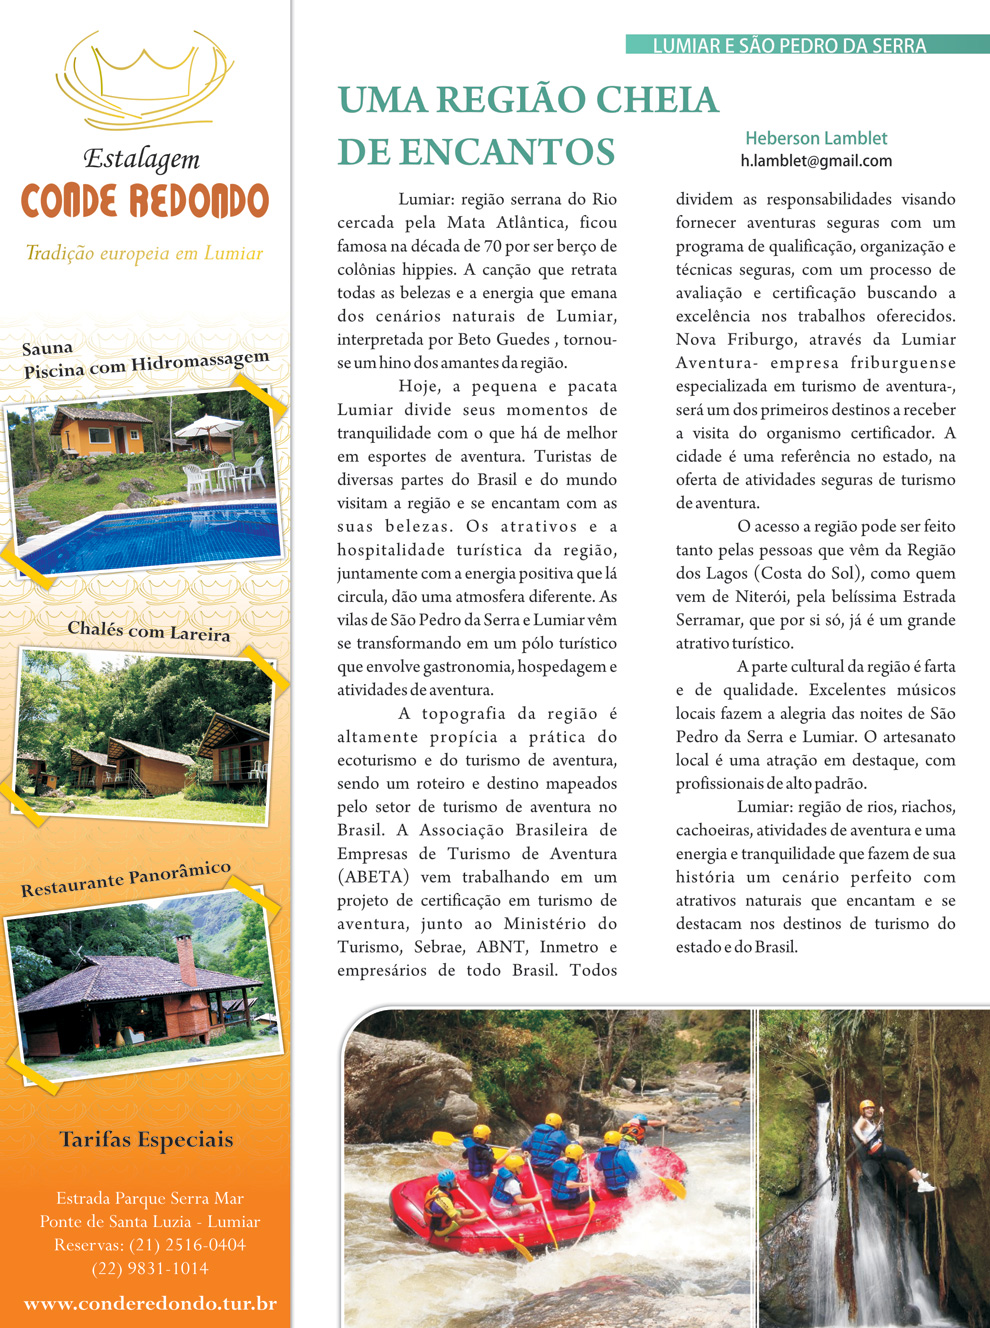 Estalagem
CONDE REDONDO
Tradição europeia em Lumiar
Sauna
Piscina com Hidromassagem
Chalés com Lareira
Restaurante Panorâmico
Tarifas Especiais
Estrada Parque Serra Mar
Ponte de Santa Luzia - Lumiar
Reservas: (21) 2516-0404
(22) 9831-1014
www.conderedondo.tur.br
LUMIAR E SÃO PEDRO DA SERRA
UMA REGIÃO CHEIA
DE ENCANTOS
Heberson Lamblet
h.lamblet@gmail.com
Lumiar: região serrana do Rio
cercada pela Mata Atlântica, ficou
famosa na década de 70 por ser berço de
colônias hippies. A canção que retrata
todas as belezas e a energia que emana
dos cenários naturais de Lumiar,
interpretada por Beto Guedes , tornou-
se um hino dos amantes da região.
Hoje, a pequena e pacata
Lumiar divide seus momentos de
tranquilidade com o que há de melhor
em esportes de aventura. Turistas de
diversas partes do Brasil e do mundo
visitam a região e se encantam com as
suas belezas. Os atrativos e a
hospitalidade turística da região,
juntamente com a energia positiva que lá
circula, dão uma atmosfera diferente. As
vilas de São Pedro da Serra e Lumiar vêm
se transformando em um pólo turístico
que envolve gastronomia, hospedagem e
atividades de aventura.
A topografia da região é
altamente propícia a prática do
ecoturismo e do turismo de aventura,
sendo um roteiro e destino mapeados
pelo setor de turismo de aventura no
Brasil. A Associação Brasileira de
Empresas de Turismo de Aventura
(ABETA) vem trabalhando em um
projeto de certificação em turismo de
aventura, junto ao Ministério do
Turismo, Sebrae, ABNT, Inmetro e
empresários de todo Brasil. Todos
dividem as responsabilidades visando
fornecer aventuras seguras com um
programa de qualificação, organização e
técnicas seguras, com um processo de
avaliação e certificação buscando a
excelência nos trabalhos oferecidos.
Nova Friburgo, através da Lumiar
Aventura- empresa friburguense
especializada em turismo de aventura-,
será um dos primeiros destinos a receber
a visita do organismo certificador. A
cidade é uma referência no estado, na
oferta de atividades seguras de turismo
de aventura.
O acesso a região pode ser feito
tanto pelas pessoas que vêm da Região
dos Lagos (Costa do Sol), como quem
vem de Niterói, pela belíssima Estrada
Serramar, que por si só, já é um grande
atrativo turístico.
A parte cultural da região é farta
e de qualidade. Excelentes músicos
locais fazem a alegria das noites de São
Pedro da Serra e Lumiar. O artesanato
local é uma atração em destaque, com
profissionais de alto padrão.
Lumiar: região de rios, riachos,
cachoeiras, atividades de aventura e uma
energia e tranquilidade que fazem de sua
história um cenário perfeito com
atrativos naturais que encantam e se
destacam nos destinos de turismo do
estado e do Brasil.